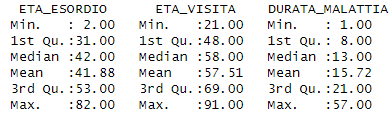 ETA_ESORDIO ETA_VISITA DURATA_MALATTIA
Min. : 2.00 Min. :21.00 Min. : 1.00
1st Qu.:31.00 1st Qu.:48.00 1st Qu.: 8.00
Median :42.00 Median :58.00 Median :13.00
Mean :41.88 Mean :57.51 Mean :15.72
3rd Qu.:53.00 3rd Qu.:69.00 3rd Qu.:21.00
Max. :82.00 Max. :91.00 Max. :57.00